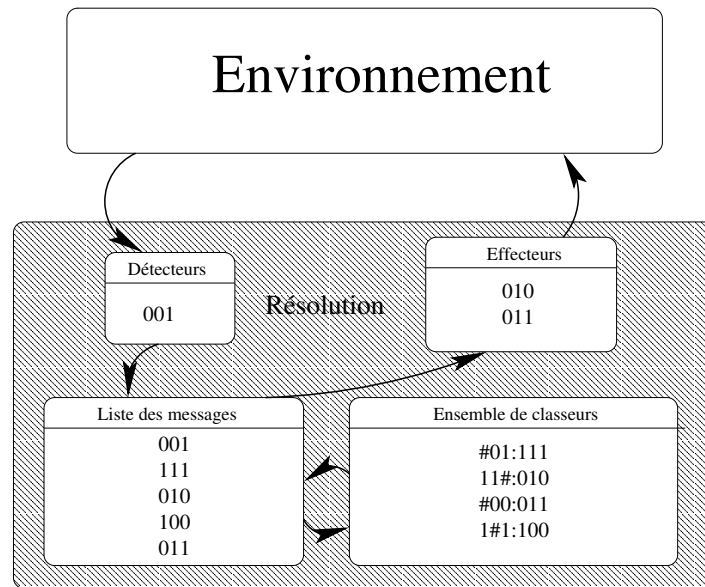 Environnement
Détecteurs
001
Résolution
Effecteurs
010
011
Liste des messages
001
111
010
100
011
Ensemble de classeurs
#01:111
11#:010
#00:011
1#1:100